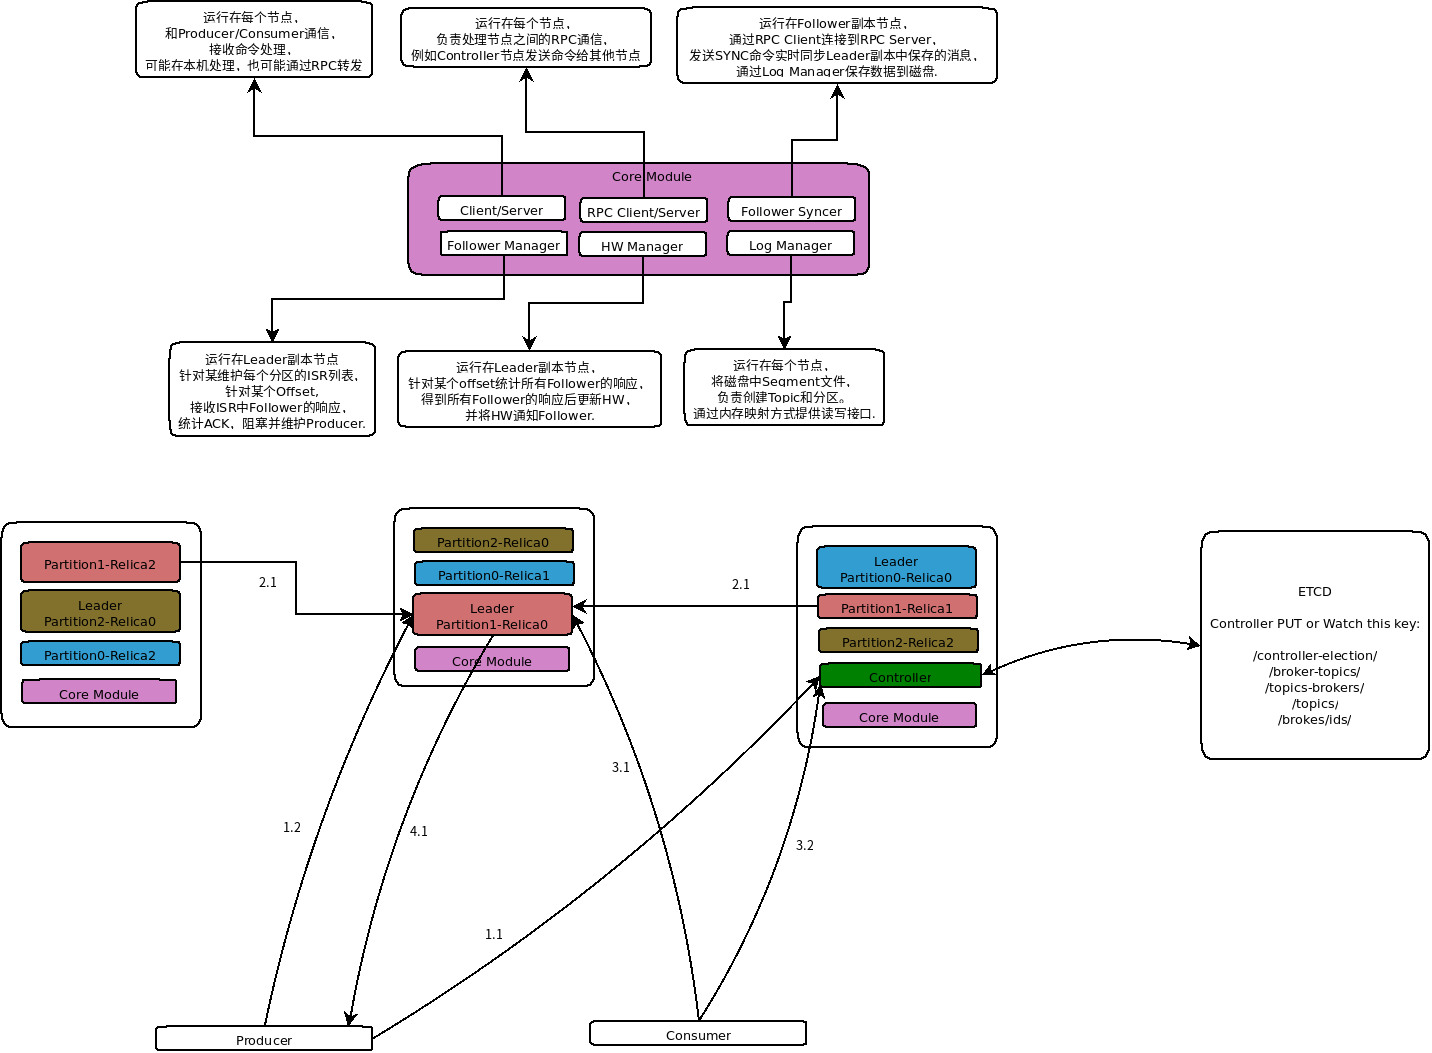 运行在每个节点，
和Producer/Consumer通信，
接收命令处理，
可能在本机处理，也可能通过RPC转发
运行在每个节点，
负责处理节点之间的RPC通信，
例如Controller节点发送命令给其他节点
运行在Follower副本节点，
通过RPC Client连接到RPC Server，
发送SYNC命令实时同步Leader副本中保存的消息，
通过Log Manager保存数据到磁盘.
Core Module
Client/Server
RPC Client/Server
Follower Syncer
Follower Manager
HW Manager
Log Manager
运行在Leader副本节点
针对某维护每个分区的ISR列表，
针对某个Offset,
接收ISR中Follower的响应，
统计ACK，阻塞并维护Producer.
运行在Leader副本节点，
针对某个offset统计所有Follower的响应，
得到所有Follower的响应后更新HW，
并将HW通知Follower.
运行在每个节点，
将磁盘中Segment文件，
负责创建Topic和分区。
通过内存映射方式提供读写接口.
Partition1-Relica2
Leader
Partition2-Relica0
Partition0-Relica2
Core Module
2.1
Partition2-Relica0
Partition0-Relica1
Leader
Partition1-Relica0
Core Module
2.1
Leader
Partition0-Relica0
Partition1-Relica1
Partition2-Relica2
Controller
Core Module
ETCD
Controller PUT or Watch this key:
/controller-election/
/broker-topics/
/topics-brokers/
/topics/
/brokes/ids/
1.2
4.1
3.1
3.2
1.1
Producer
Consumer